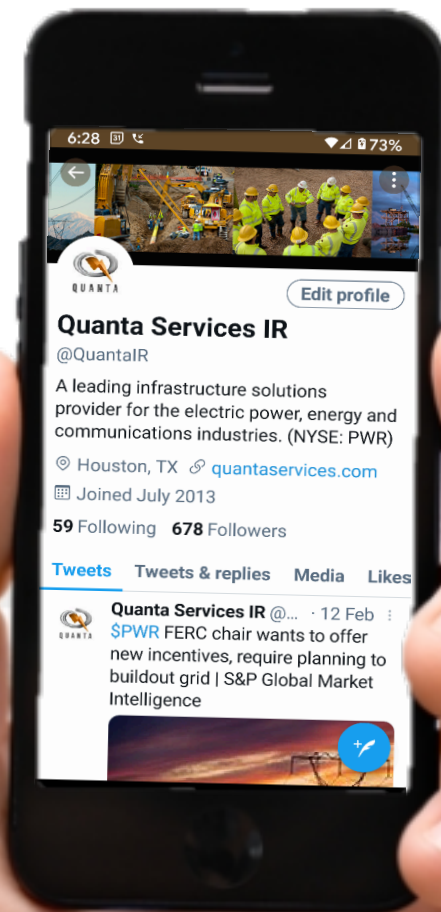 6:28 31 73%
QUANTA
Edit profile
Quanta Services IR
@QuantaIR
A leading infrastructure solutions
provider for the electric power, energy and
communications industries. (NYSE: PWR)
Houston, TX quantaservices.com
Joined July 2013
59 Following 678 Followers
Tweets Tweets & replies Media Likes
QUANTA
Quanta Services IR @... · 12 Feb
$PWR FERC chair wants to offer
new incentives, require planning to
buildout grid | S&P Global Market
Intelligence